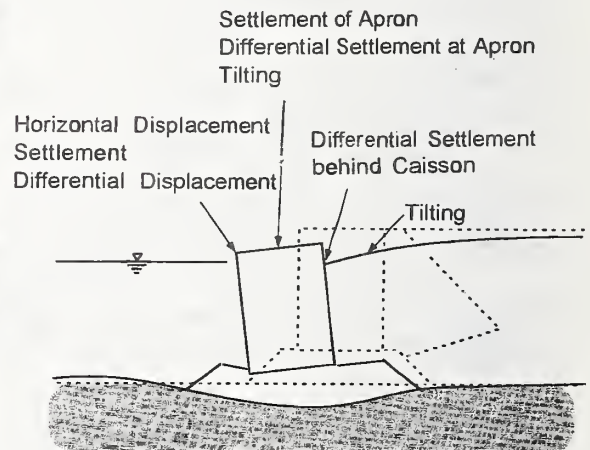 Settlement of Apron
Differential Settlement at Apron
Tilting
Horizontal Displacement
Settlement
Differential Displacement
Differential Settlement
behind Caisson
Tilting